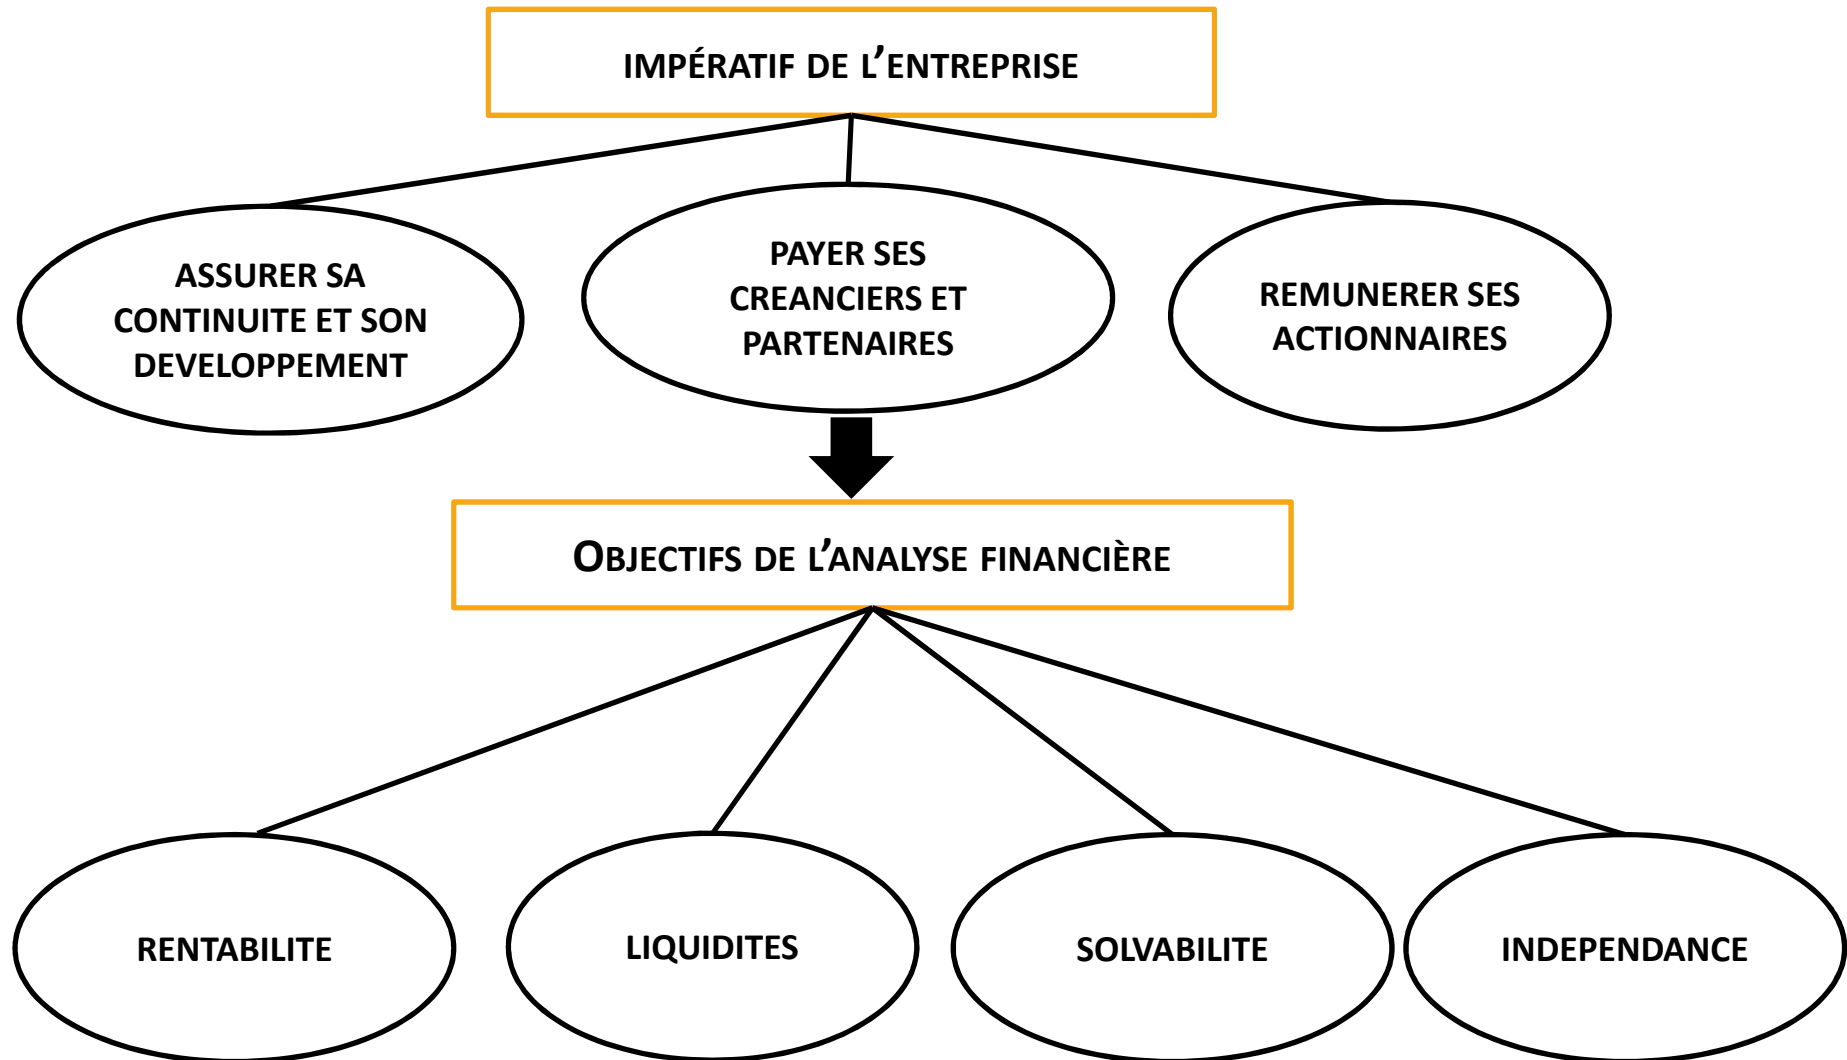 IMPÉRATIF DE L’ENTREPRISE
ASSURER SA
CONTINUITE ET SON
DEVELOPPEMENT
PAYER SES
CREANCIERS ET
PARTENAIRES
REMUNERER SES
ACTIONNAIRES
OBJECTIFS DE L’ANALYSE FINANCIÈRE
RENTABILITE
LIQUIDITES
SOLVABILITE
INDEPENDANCE